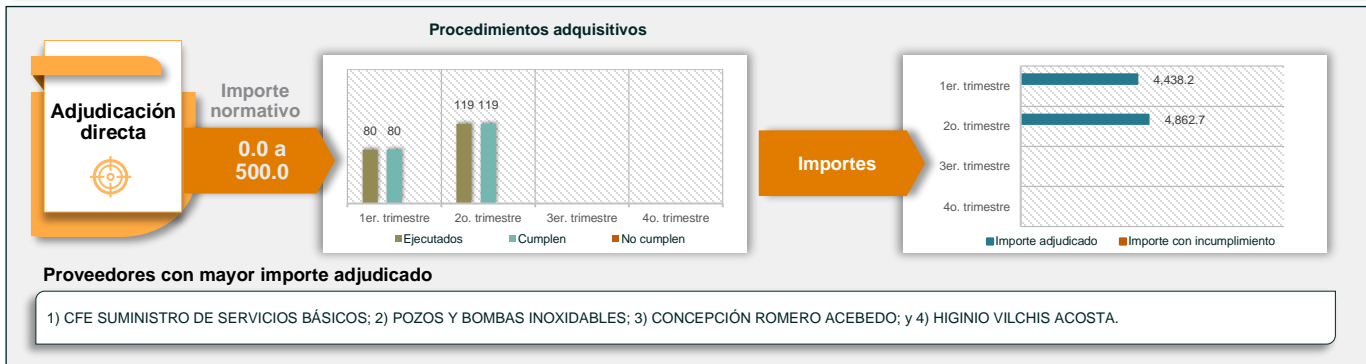 Procedimientos adquisitivos
Adjudicación
directa
Importe
normativo
0.0 a
500.0
80 80
119 119
1er. trimestre 2o. trimestre 3er. trimestre 4o. trimestre
Ejecutados Cumplen No cumplen
Importes
1er. trimestre 4,438.2
2o. trimestre 4,862.7
3er. trimestre
4o. trimestre
Importe adjudicado Importe con incumplimiento
Proveedores con mayor importe adjudicado
1) CFE SUMINISTRO DE SERVICIOS BÁSICOS; 2) POZOS Y BOMBAS INOXIDABLES; 3) CONCEPCIÓN ROMERO ACEBEDO; y 4) HIGINIO VILCHIS ACOSTA.